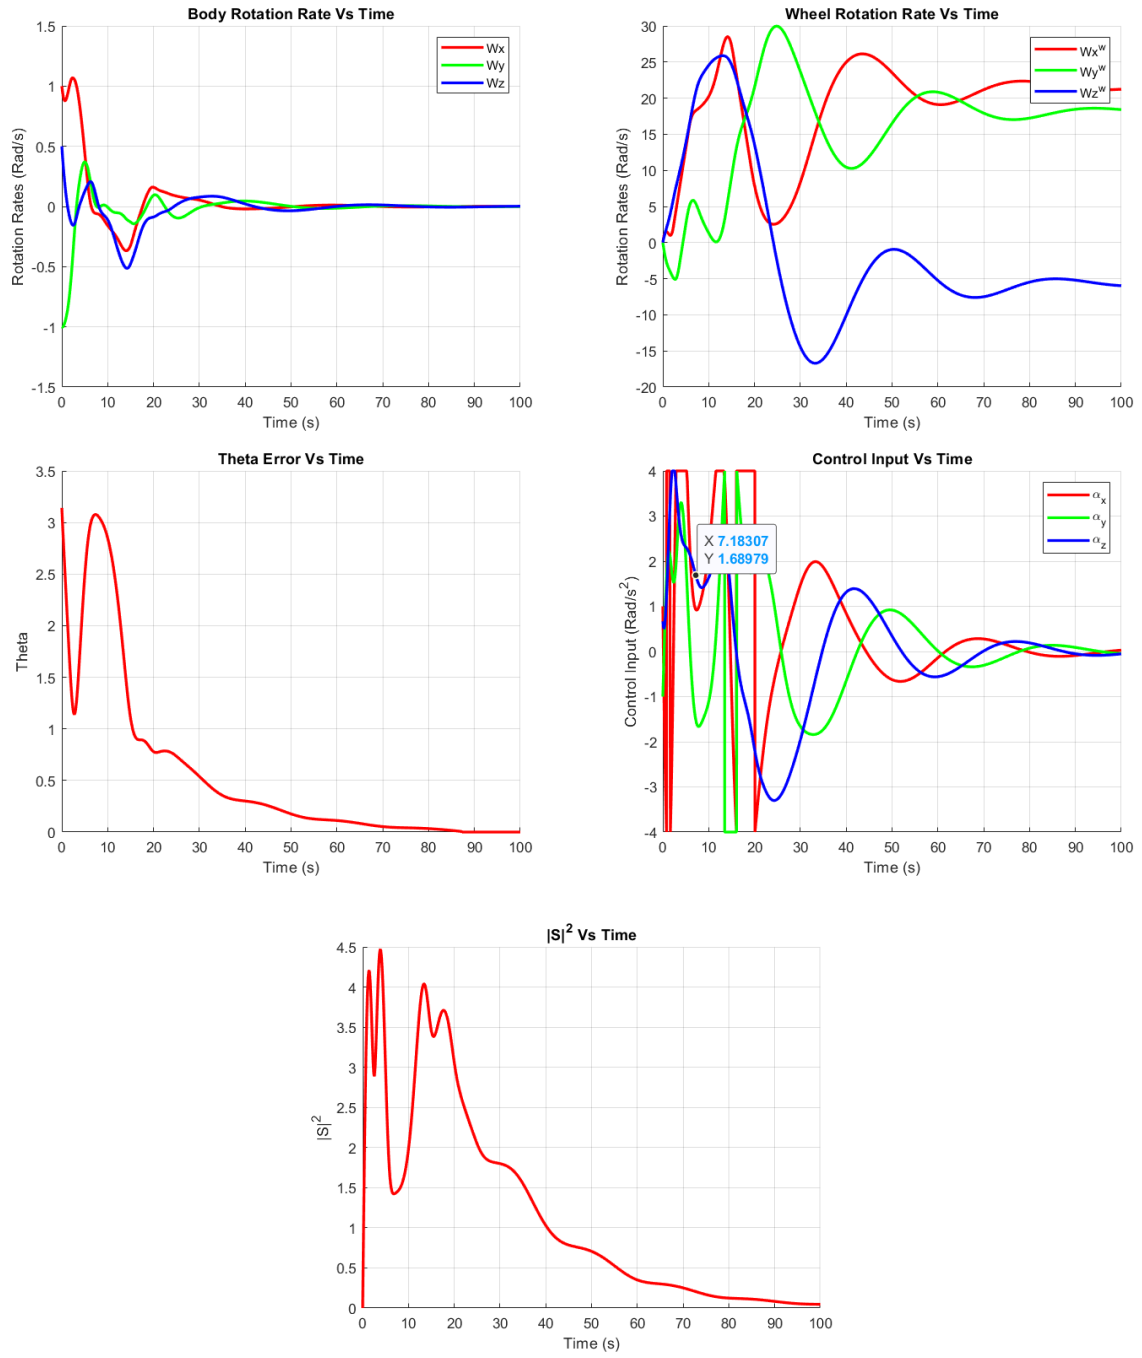 Body Rotation Rate Vs Time
1.5
1
0.5
0
-0.5
-1
-1.5
Rotation Rates (Rad/s)
Wx
Wy
Wz
0 10 20 30 40 50 60 70 80 90 100
Time (s)
Wheel Rotation Rate Vs Time
30
25
20
15
10
5
0
-5
-10
-15
-20
Rotation Rates (Rad/s)
Wx^w
Wy^w
Wz^w
0 10 20 30 40 50 60 70 80 90 100
Time (s)
Theta Error Vs Time
3.5
3
2.5
2
1.5
1
0.5
0
Theta
0 10 20 30 40 50 60 70 80 90 100
Time (s)
Control Input Vs Time
4
3
2
1
0
-1
-2
-3
-4
Control Input (Rad/s²)
X 7.18307
Y 1.68979
α_x
α_y
α_z
0 10 20 30 40 50 60 70 80 90 100
Time (s)
|S|² Vs Time
4.5
4
3.5
3
2.5
2
1.5
1
0.5
0
|S|²
0 10 20 30 40 50 60 70 80 90 100
Time (s)